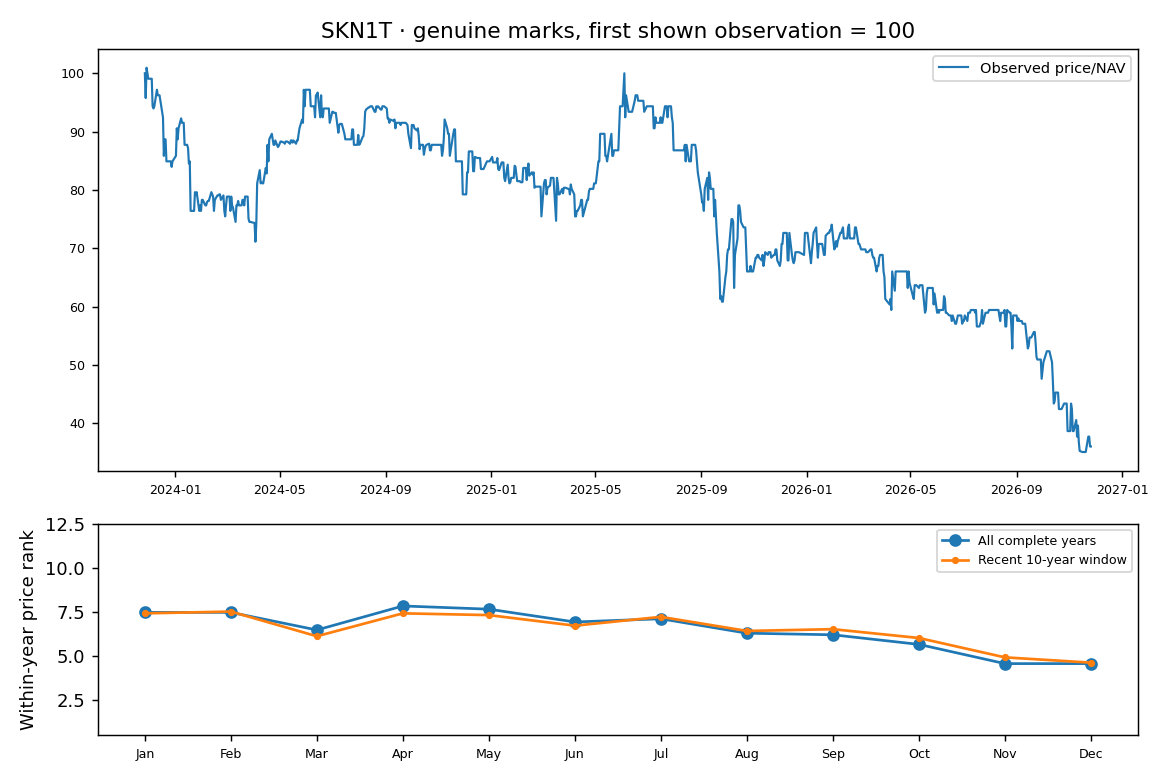 SKN1T · genuine marks, first shown observation = 100
Observed price/NAV
100
90
80
70
60
50
40
2024-01 2024-05 2024-09 2025-01 2025-05 2025-09 2026-01 2026-05 2026-09 2027-01
Within-year price rank
12.5
10.0
7.5
5.0
2.5
All complete years
Recent 10-year window
Jan Feb Mar Apr May Jun Jul Aug Sep Oct Nov Dec